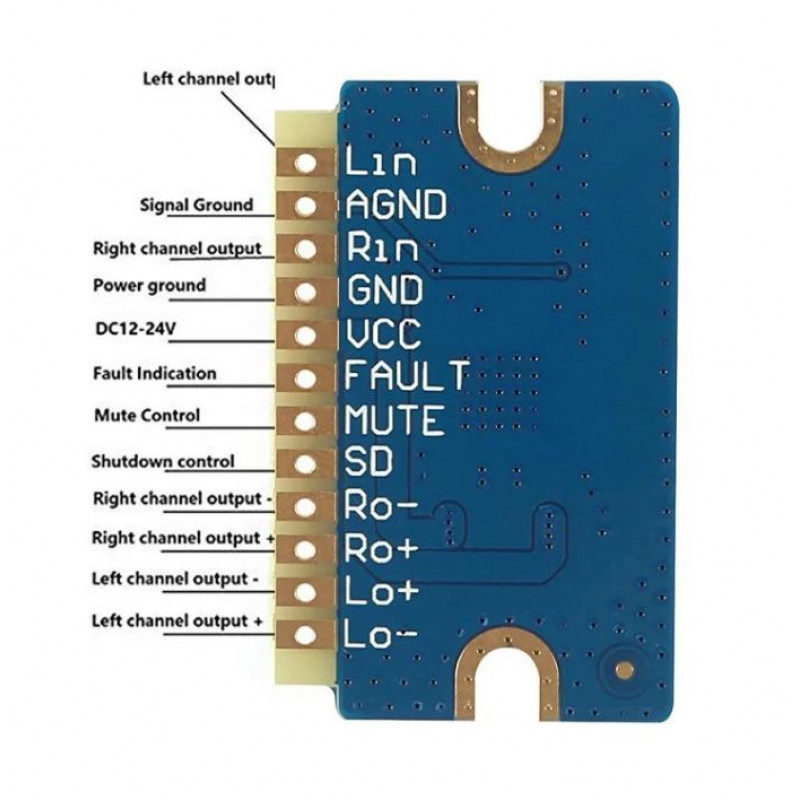 Left channel outp
Lin
Signal Ground AGND
Right channel output Rin
Power ground GND
DC12-24V VCC
Fault Indication FAULT
Mute Control MUTE
Shutdown control SD
Right channel output - Ro-
Right channel output + Ro+
Left channel output - Lo+
Left channel output + Lo-